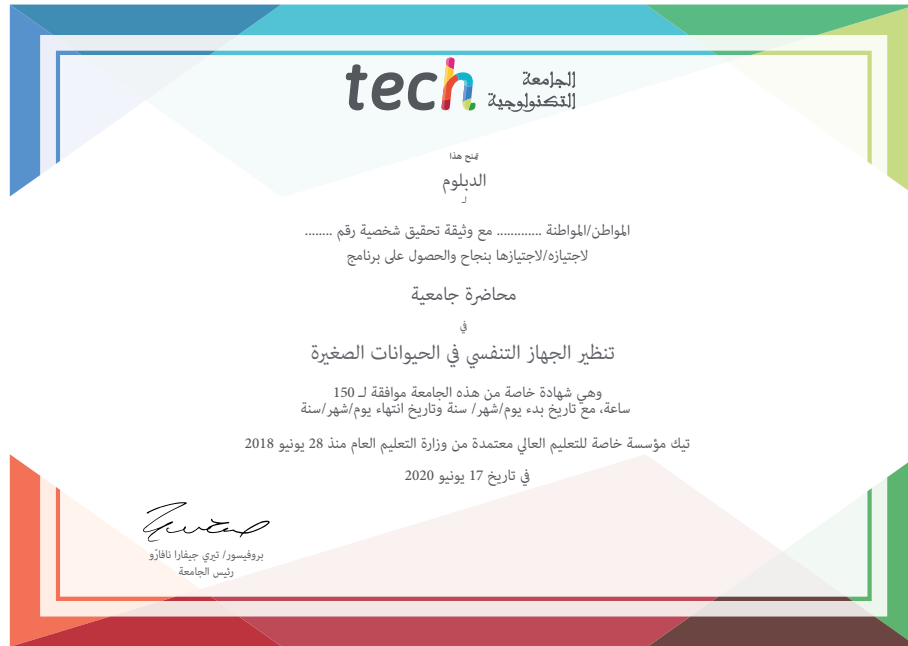 tech الجامعة
التكنولوجية
تمنح هذا
الدبلوم
لـ
المواطن/المواطنة ............. مع وثيقة تحقيق شخصية رقم ........
لاجتيازه/لاجتيازها بنجاح والحصول على برنامج
محاضرة جامعية
في
تنظير الجهاز التنفسي في الحيوانات الصغيرة
وهي شهادة خاصة من هذه الجامعة موافقة لـ 150
ساعة، مع تاريخ بدء يوم/شهر/ سنة وتاريخ انتهاء يوم/شهر/سنة
تيك مؤسسة خاصة للتعليم العالي معتمدة من وزارة التعليم العام منذ 28 يونيو 2018
في تاريخ 17 يونيو 2020
بروفيسور/ تيري جيفارا نافارّو
رئيس الجامعة